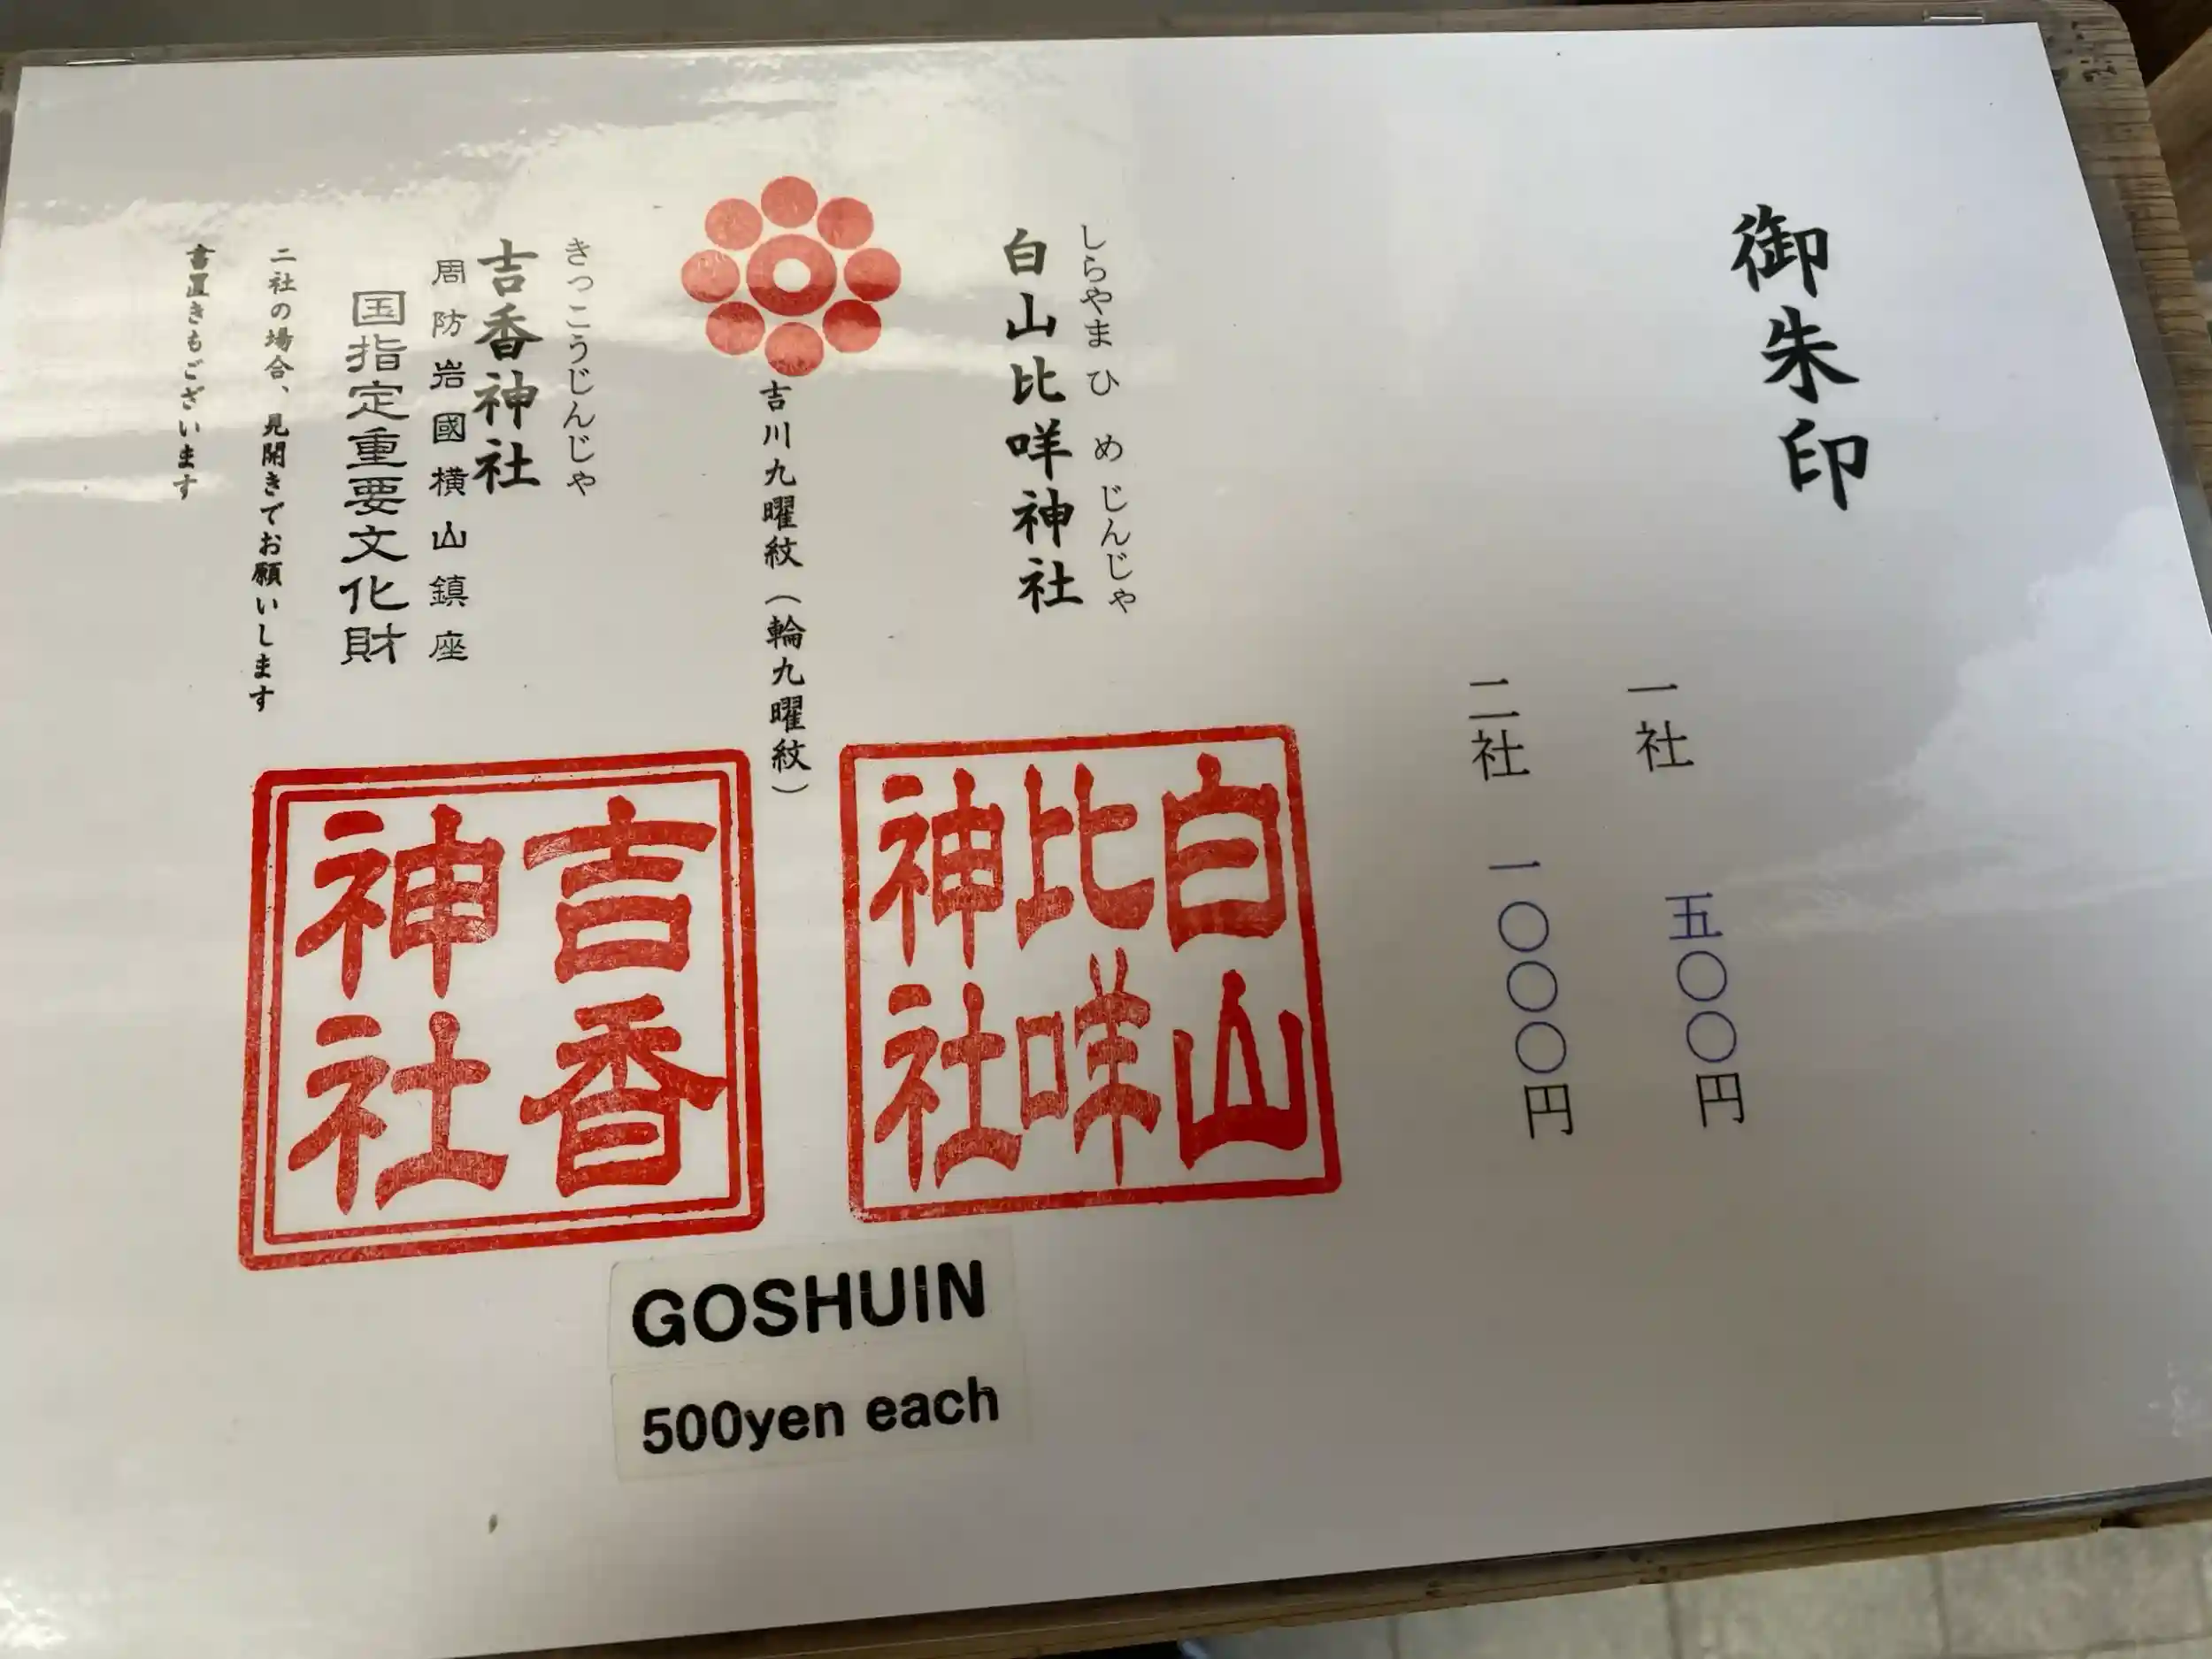 御朱印
一社 五〇〇円
二社 一〇〇〇円
しらやまひめじんじゃ
白山比咩神社
吉川九曜紋（輪九曜紋）
きっこうじんじゃ
吉香神社
周防岩國横山鎮座
国指定重要文化財
二社の場合、見開きでお願いします
書置きもございます
白山
比咩
神社
吉香
神社
GOSHUIN
500yen each